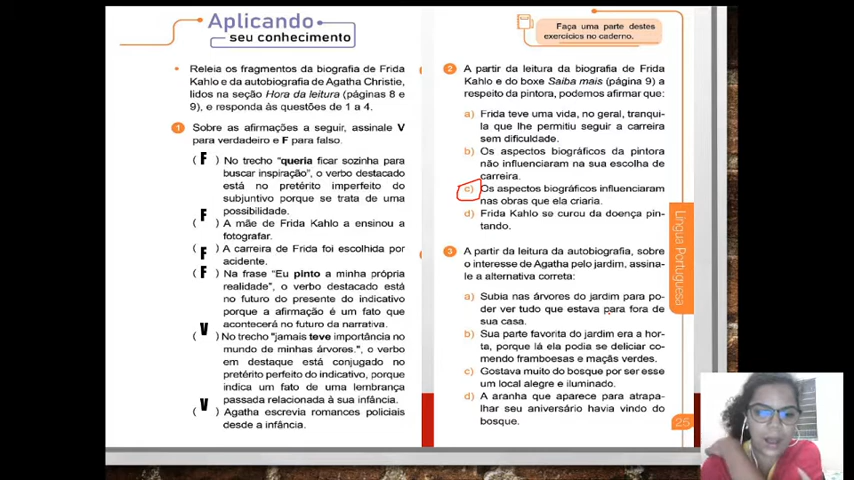 Aplicando
seu conhecimento
• Releia os fragmentos da biografia de Frida
Kahlo e da autobiografia de Agatha Christie,
lidos na seção Hora da leitura (páginas 8 e
9), e responda às questões de 1 a 4.
1 Sobre as afirmações a seguir, assinale V
para verdadeiro e F para falso.
(F) No trecho "queria ficar sozinha para
buscar inspiração", o verbo destacado
está no pretérito imperfeito do
subjuntivo porque se trata de uma
possibilidade.
(F) A mãe de Frida Kahlo a ensinou a
fotografar.
(F) A carreira de Frida foi escolhida por
acidente.
(F) Na frase "Eu pinto a minha própria
realidade", o verbo destacado está
no futuro do presente do indicativo
porque a afirmação é um fato que
acontecerá no futuro da narrativa.
(V) No trecho "jamais teve importância no
mundo de minhas árvores.", o verbo
em destaque está conjugado no
pretérito perfeito do indicativo, porque
indica um fato de uma lembrança
passada relacionada à sua infância.
(V) Agatha escrevia romances policiais
desde a infância.
Faça uma parte destes
exercícios no caderno.
2 A partir da leitura da biografia de Frida
Kahlo e do boxe Saiba mais (página 9) a
respeito da pintora, podemos afirmar que:
a) Frida teve uma vida, no geral, tranqui-
la que lhe permitiu seguir a carreira
sem dificuldade.
b) Os aspectos biográficos da pintora
não influenciaram na sua escolha de
carreira.
c) Os aspectos biográficos influenciaram
nas obras que ela criaria.
d) Frida Kahlo se curou da doença pin-
tando.
3 A partir da leitura da autobiografia, sobre
o interesse de Agatha pelo jardim, assina-
le a alternativa correta:
a) Subia nas árvores do jardim para po-
der ver tudo que estava para fora de
sua casa.
b) Sua parte favorita do jardim era a hor-
ta, porque lá ela podia se deliciar co-
mendo framboesas e maçãs verdes.
c) Gostava muito do bosque por ser esse
um local alegre e iluminado.
d) A aranha que aparece para atrapa-
lhar seu aniversário havia vindo do
bosque.
Língua Portuguesa
25